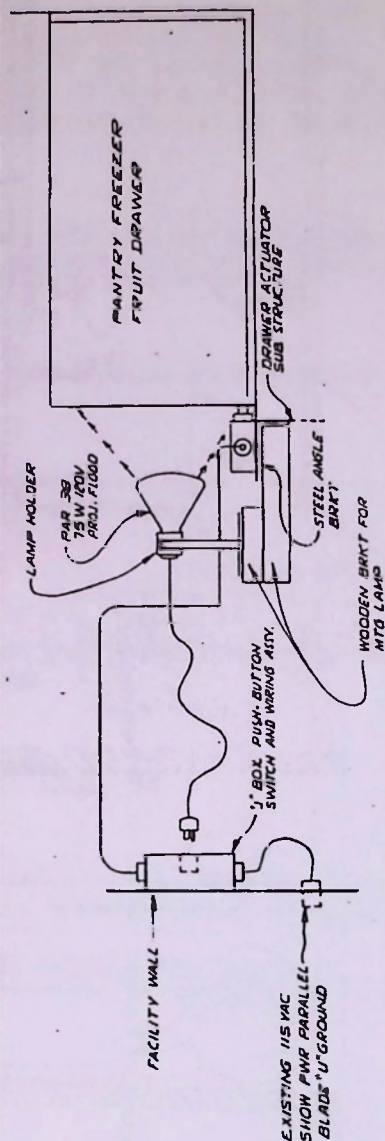 PANTRY FREEZER
FRUIT DRAWER
LAMP HOLDER
PAR 38
75 W 120V
PROJ. FLOOD
DRAWER ACTUATOR
SUB STRUCTURE
STEEL ANGLE
BRKT
WOODEN BRKT FOR
MTG LAMP
"J" BOX PUSH-BUTTON
SWITCH AND WIRING ASY.
FACILITY WALL
EXISTING 115 VAC
SHOW PWR PARALLEL
BLADE "U" GROUND